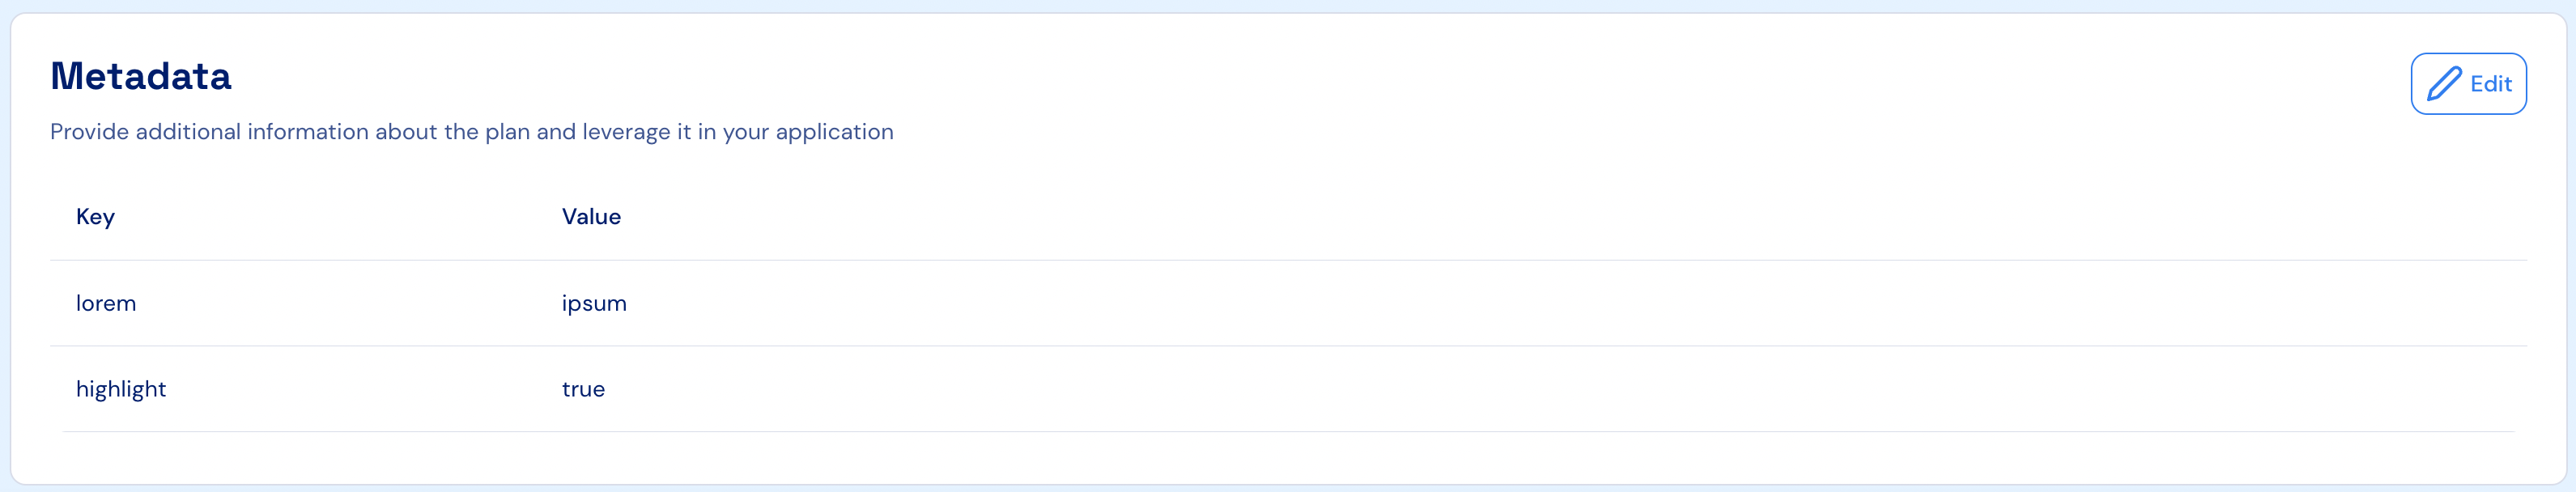 Metadata
Edit
Provide additional information about the plan and leverage it in your application
Key Value
lorem ipsum
highlight true